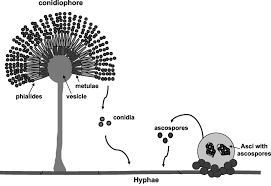 conidiophore
metulae
phialides
vesicle
conidia
ascospores
Asci with
ascospores
Hyphae